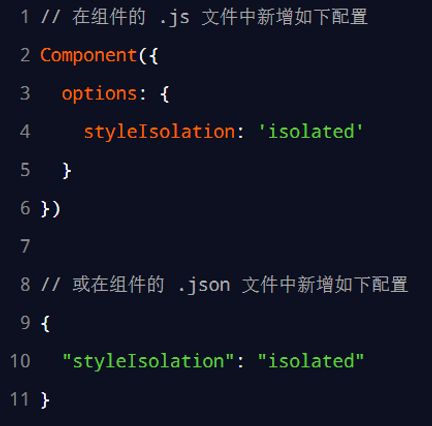 1 // 在组件的 .js 文件中新增如下配置
2 Component({
3   options: {
4     styleIsolation: 'isolated'
5   }
6 })
7
8 // 或在组件的 .json 文件中新增如下配置
9 {
10   "styleIsolation": "isolated"
11 }